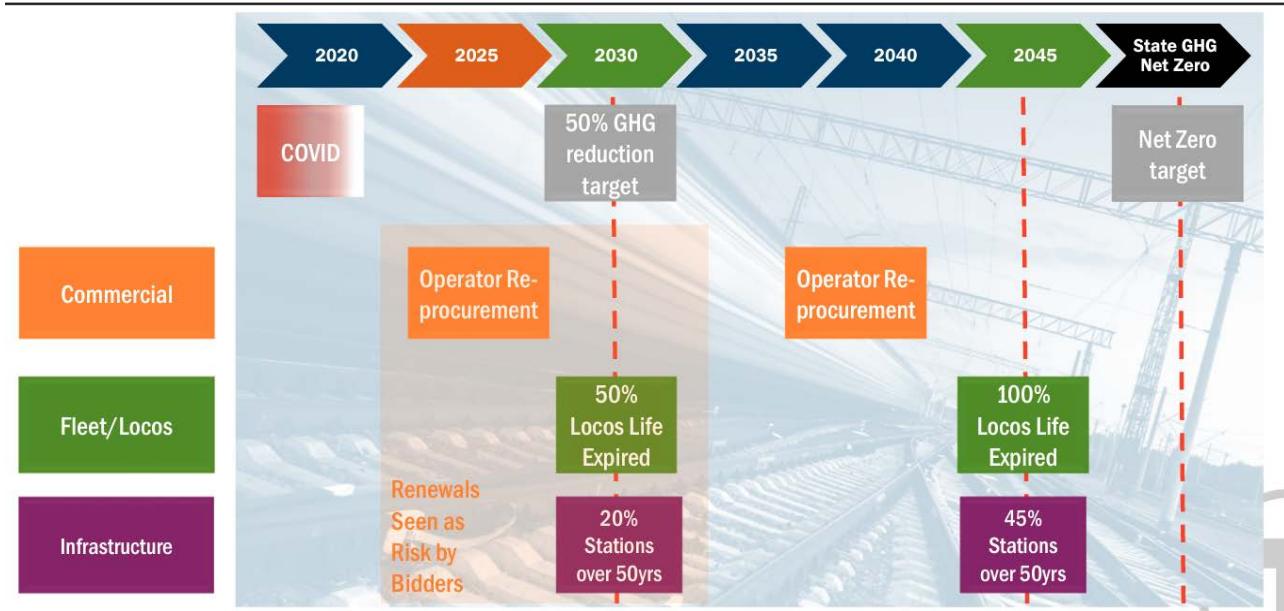 2020
2025
2030
2035
2040
2045
State GHG
Net Zero
COVID
50% GHG
reduction
target
Net Zero
target
Commercial
Operator Re-
procurement
Operator Re-
procurement
Fleet/Locos
50%
Locos Life
Expired
100%
Locos Life
Expired
Infrastructure
Renewals
Seen as
Risk by
Bidders
20%
Stations
over 50yrs
45%
Stations
over 50yrs